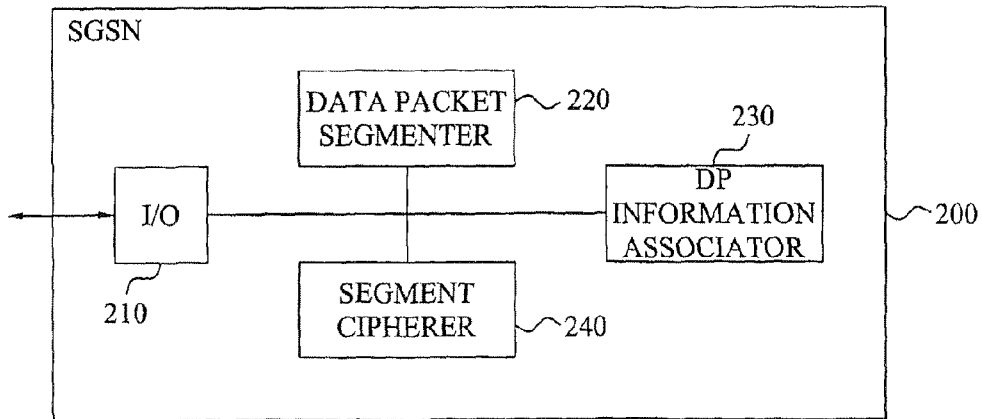 SGSN
DATA PACKET
SEGMENTER
220
230
DP
INFORMATION
ASSOCIATOR
I/O
200
210
SEGMENT
CIPHERER
240